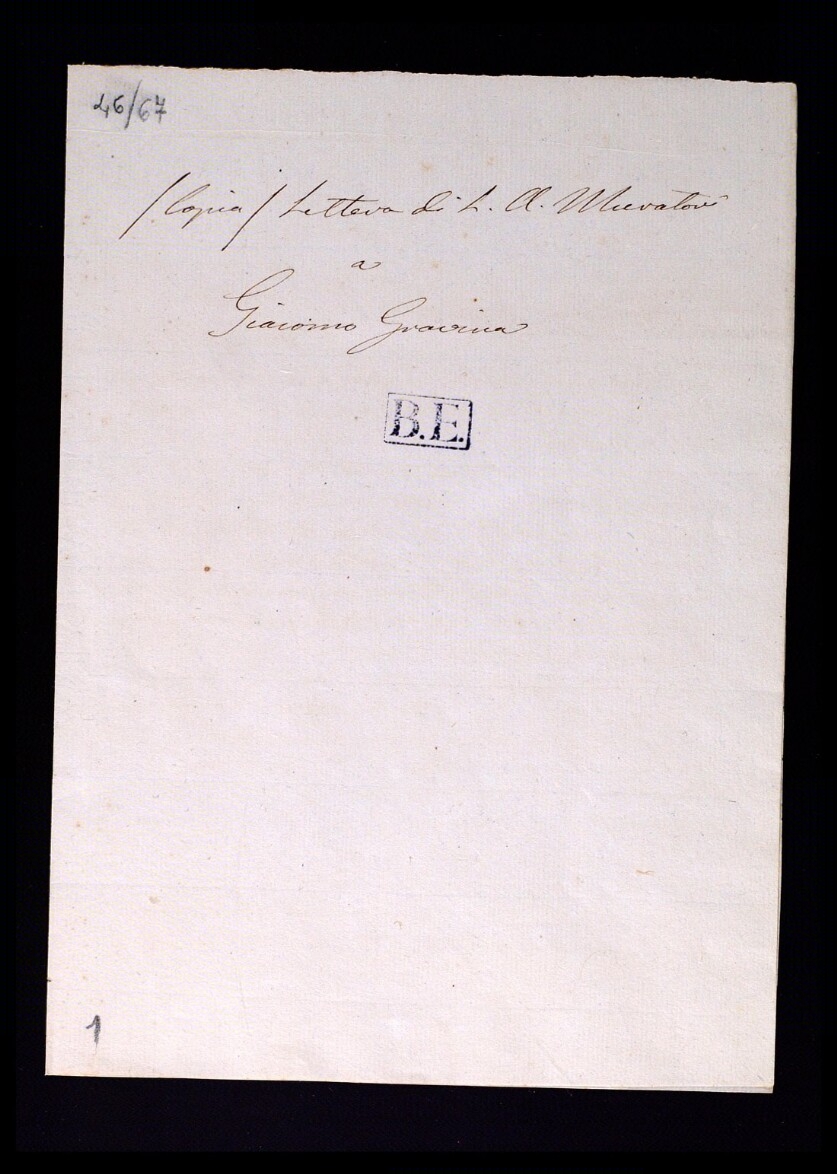 46/67
/Copia/ Lettera di L. A. Muratori
a
Giacomo Gravina
B.E.
1